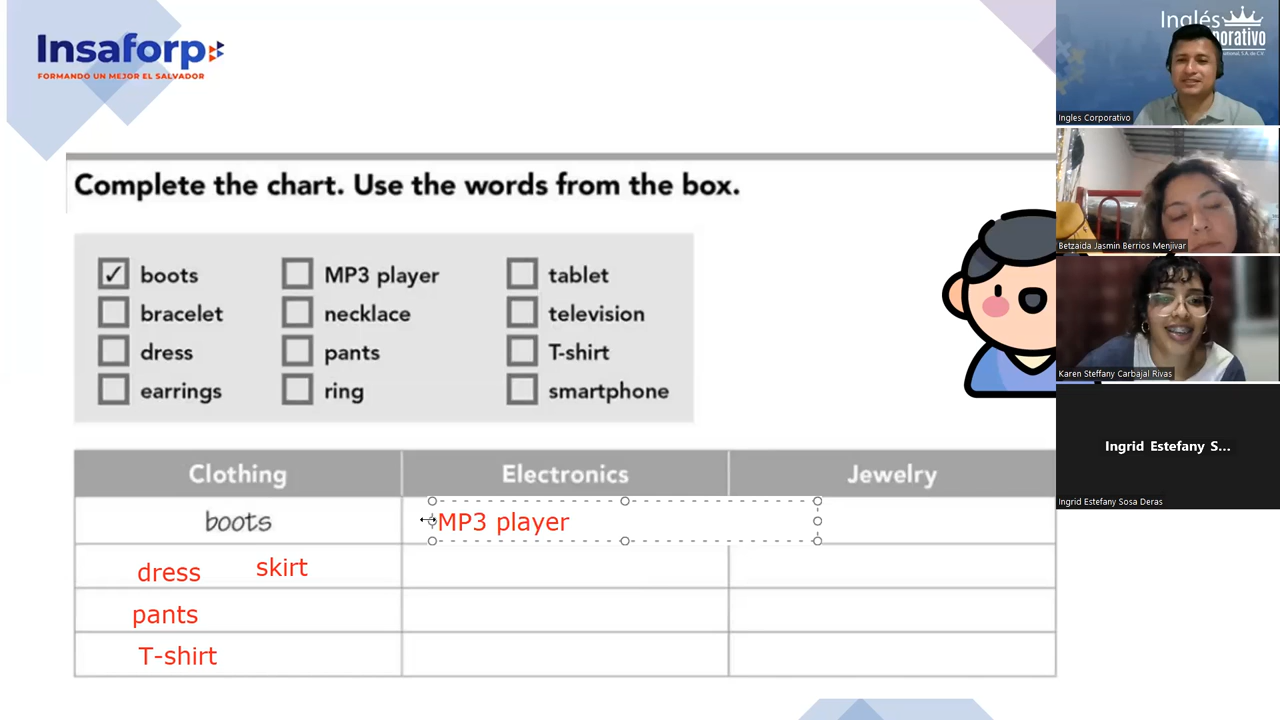 Insaforp
FORMANDO UN MEJOR EL SALVADOR
Complete the chart. Use the words from the box.
✓ boots
MP3 player
tablet
bracelet
necklace
television
dress
pants
T-shirt
earrings
ring
smartphone
Clothing
Electronics
Jewelry
boots
MP3 player
dress
skirt
pants
T-shirt
Inglés
Ingles Corporativo
Betzaida Jasmin Berrios Menjivar
Karen Steffany Carbajal Rivas
Ingrid Estefany S...
Ingrid Estefany Sosa Deras